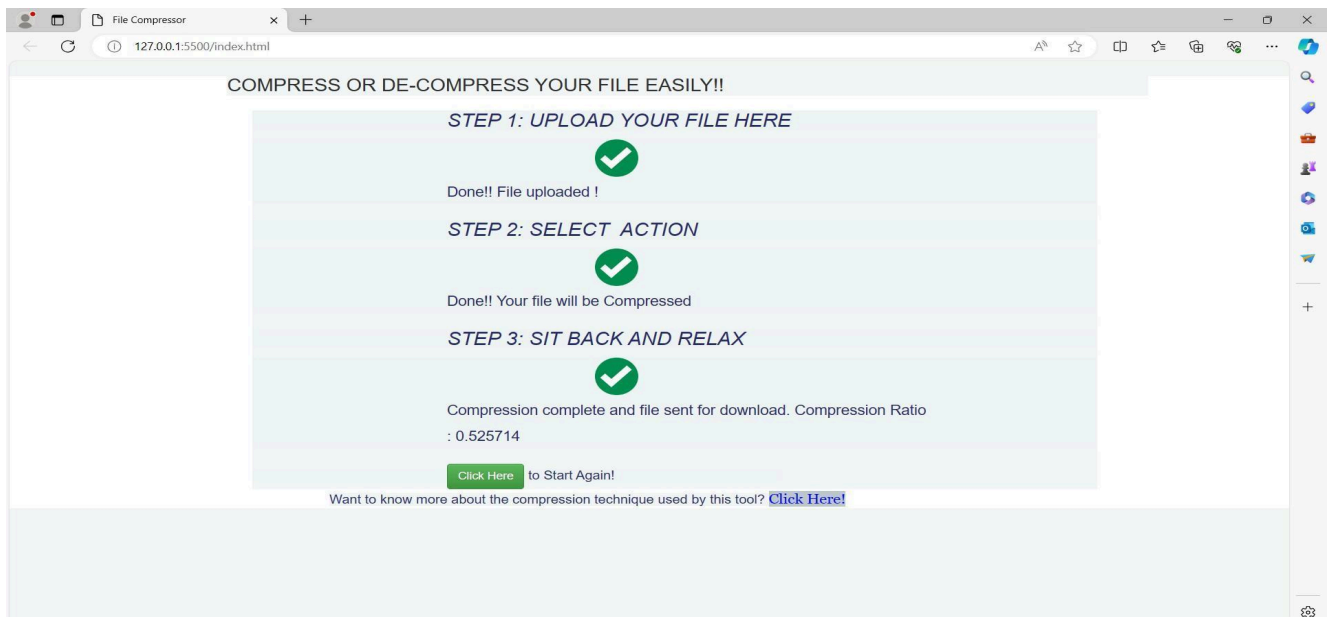 File Compressor
127.0.0.1:5500/index.html
COMPRESS OR DE-COMPRESS YOUR FILE EASILY!!
STEP 1: UPLOAD YOUR FILE HERE
Done!! File uploaded !
STEP 2: SELECT ACTION
Done!! Your file will be Compressed
STEP 3: SIT BACK AND RELAX
Compression complete and file sent for download. Compression Ratio
: 0.525714
Click Here to Start Again!
Want to know more about the compression technique used by this tool? Click Here!